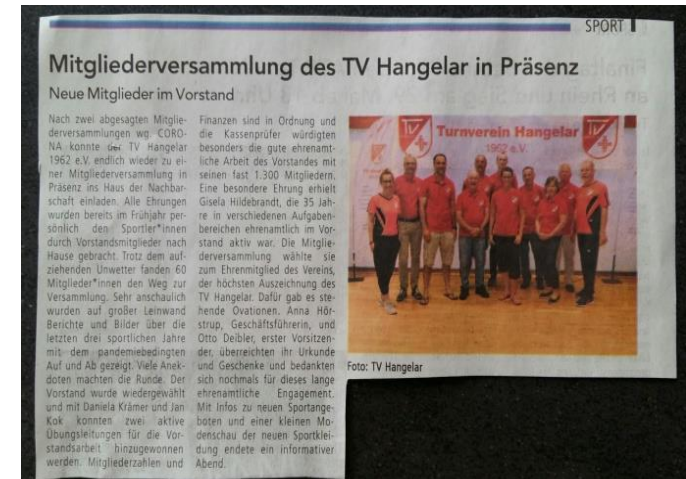 SPORT
Mitgliederversammlung des TV Hangelar in Präsenz
Neue Mitglieder im Vorstand
Nach zwei abgesagten Mitglie-
derversammlungen wg. CORO-
NA konnte der TV Hangelar
1962 e.V. endlich wieder zu ei-
ner Mitgliederversammlung in
Präsenz ins Haus der Nachbar-
schaft einladen. Alle Ehrungen
wurden bereits im Frühjahr per-
sönlich den Sportler*innen
durch Vorstandsmitglieder nach
Hause gebracht. Trotz dem auf-
ziehenden Unwetter fanden 60
Mitglieder*innen den Weg zur
Versammlung. Sehr anschaulich
wurden auf großer Leinwand
Berichte und Bilder über die
letzten drei sportlichen Jahre
mit dem pandemiebedingten
Auf und Ab gezeigt. Viele Anek-
doten machten die Runde. Der
Vorstand wurde wiedergewählt
und mit Daniela Krämer und Jan
Kok konnten zwei aktive
Übungsleitungen für die Vor-
standsarbeit hinzugewonnen
werden. Mitgliederzahlen und
Finanzen sind in Ordnung und
die Kassenprüfer würdigten
besonders die gute ehrenamt-
liche Arbeit des Vorstandes mit
seinen fast 1.300 Mitgliedern.
Eine besondere Ehrung erhielt
Gisela Hildebrandt, die 35 Jah-
re in verschiedenen Aufgaben-
bereichen ehrenamtlich im Vor-
stand aktiv war. Die Mitglie-
derversammlung wählte sie
zum Ehrenmitglied des Vereins,
der höchsten Auszeichnung des
TV Hangelar. Dafür gab es ste-
hende Ovationen. Anna Hör-
strup, Geschäftsführerin, und
Otto Deibler, erster Vorsitzen-
der, überreichten ihr Urkunde
und Geschenke und bedankten
sich nochmals für dieses lange
ehrenamtliche Engagement.
Mit Infos zu neuen Sportange-
boten und einer kleinen Mo-
denschau der neuen Sportklei-
dung endete ein informativer
Abend.
TV
Turnverein Hangelar
1962 e.V.
TV
Foto: TV Hangelar